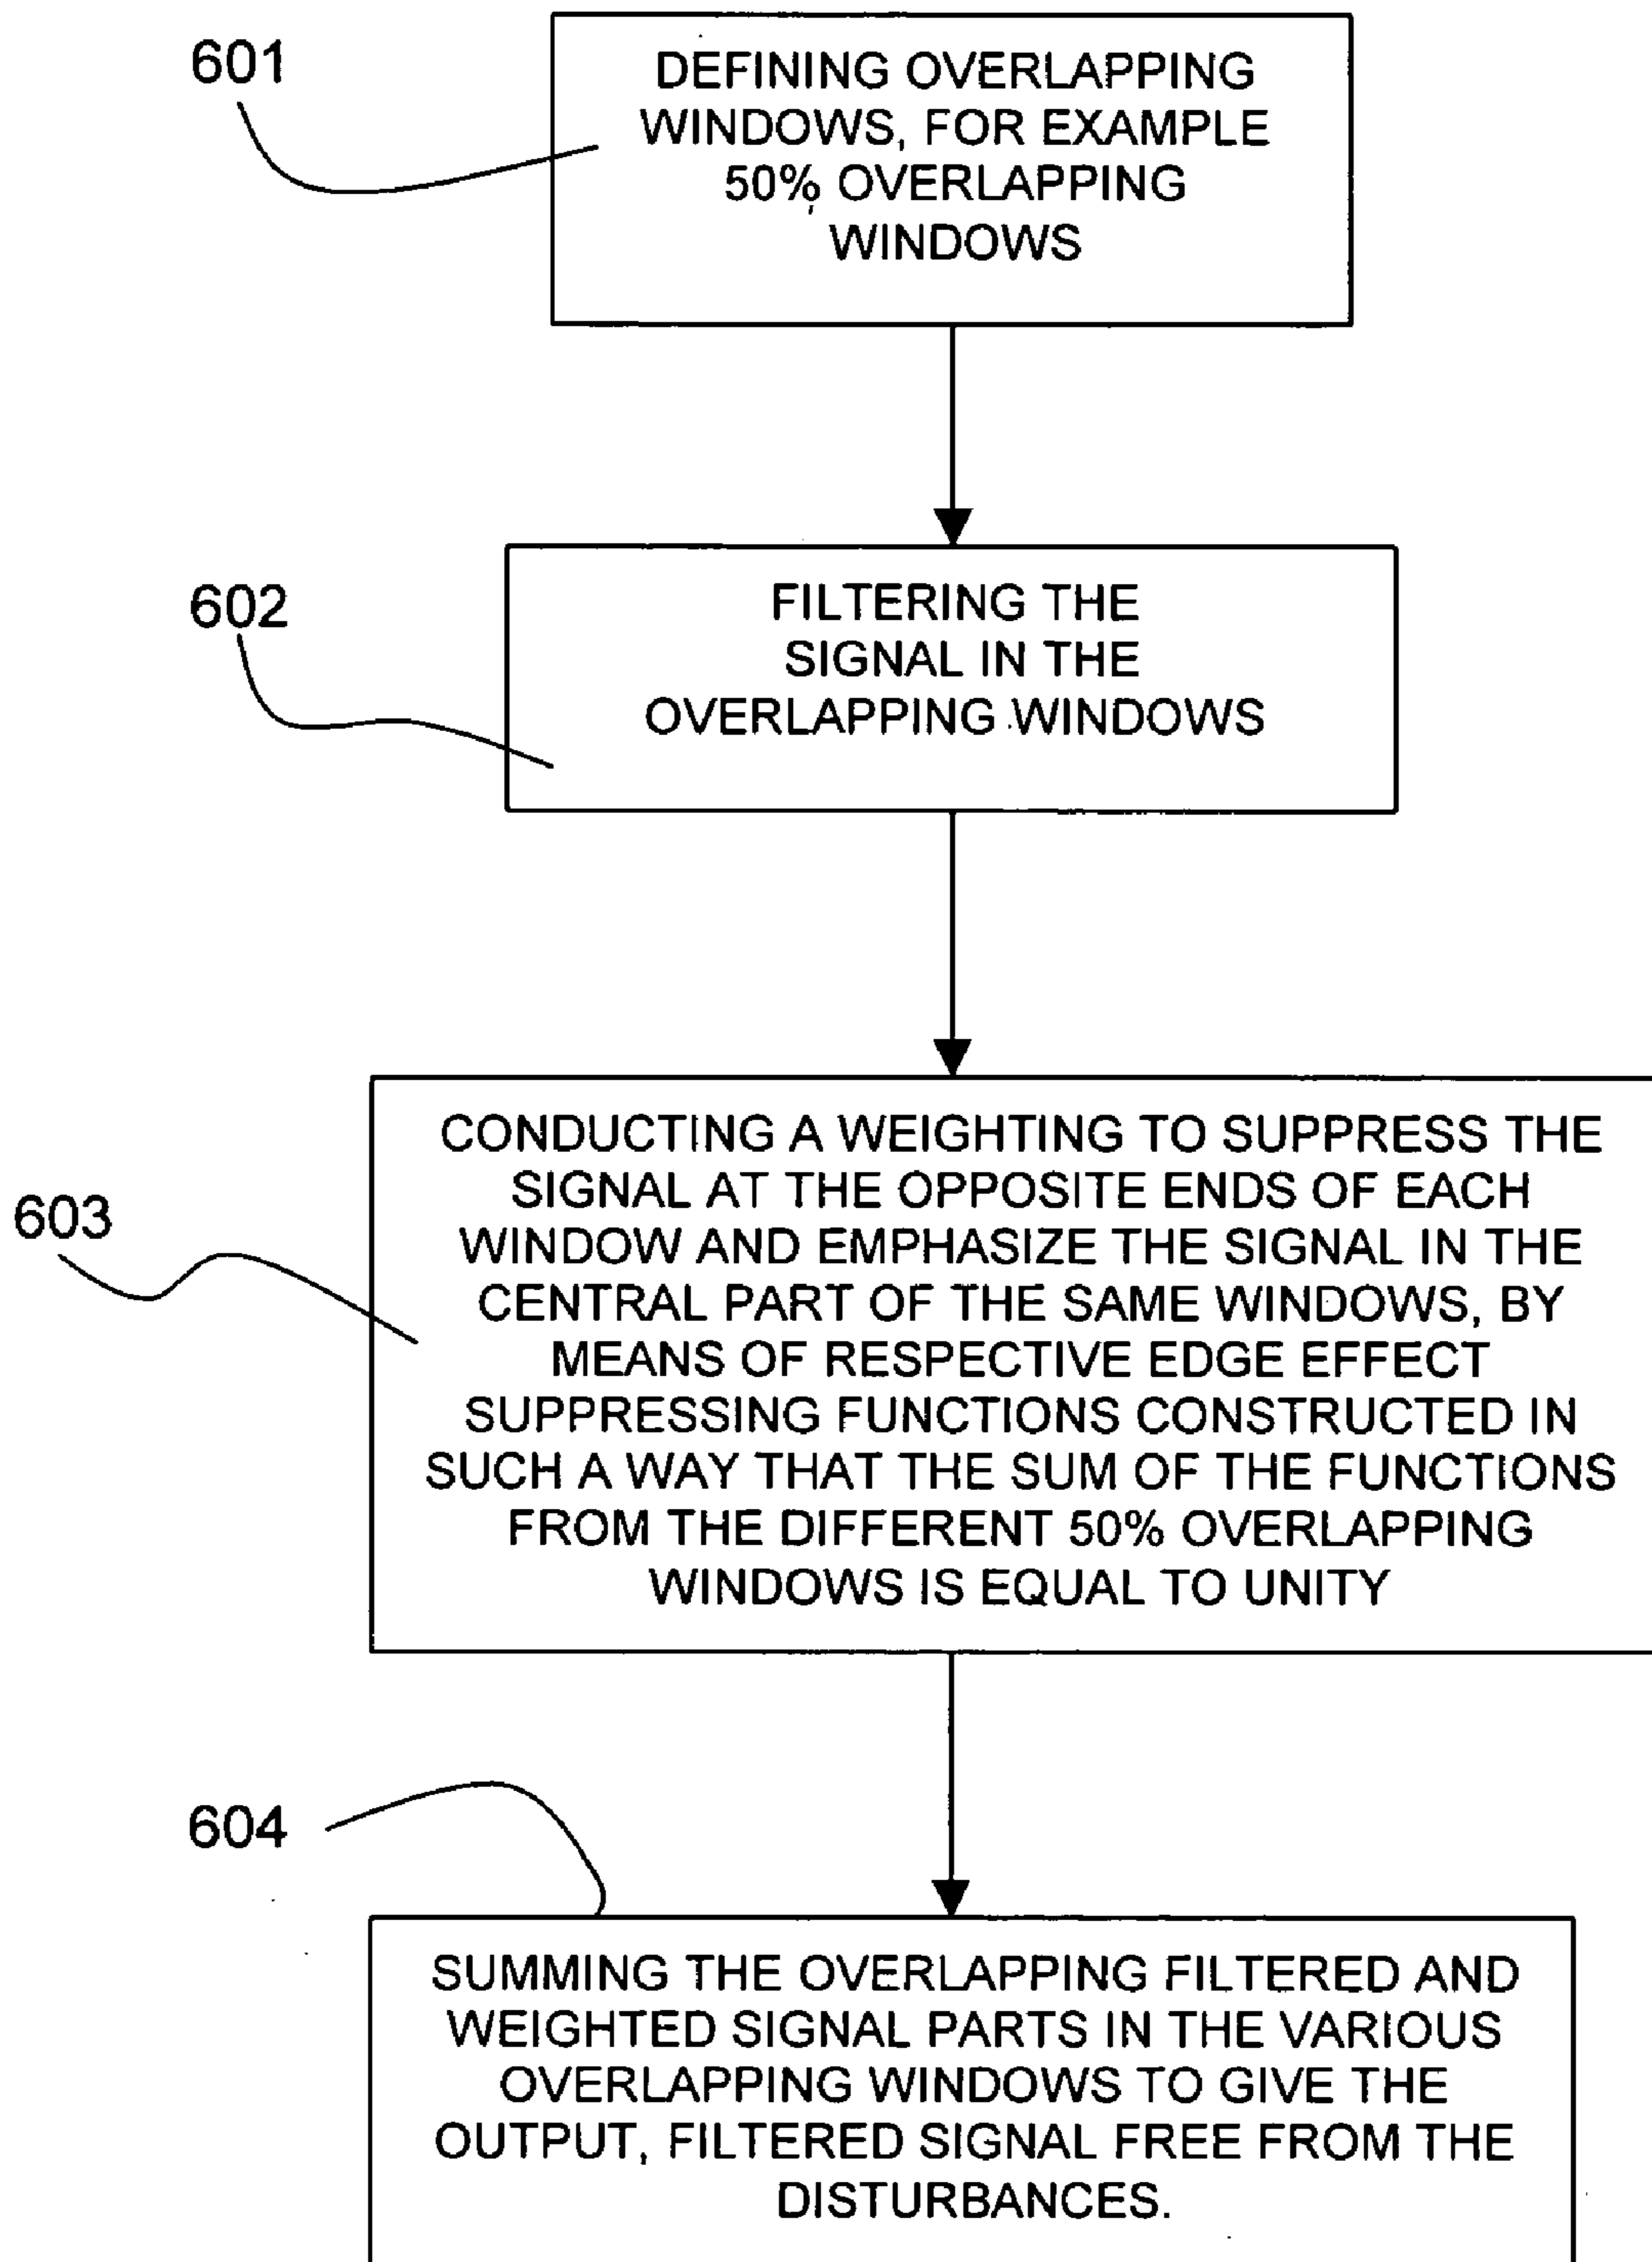 601
DEFINING OVERLAPPING
WINDOWS, FOR EXAMPLE
50% OVERLAPPING
WINDOWS
602
FILTERING THE
SIGNAL IN THE
OVERLAPPING WINDOWS
603
CONDUCTING A WEIGHTING TO SUPPRESS THE
SIGNAL AT THE OPPOSITE ENDS OF EACH
WINDOW AND EMPHASIZE THE SIGNAL IN THE
CENTRAL PART OF THE SAME WINDOWS, BY
MEANS OF RESPECTIVE EDGE EFFECT
SUPPRESSING FUNCTIONS CONSTRUCTED IN
SUCH A WAY THAT THE SUM OF THE FUNCTIONS
FROM THE DIFFERENT 50% OVERLAPPING
WINDOWS IS EQUAL TO UNITY
604
SUMMING THE OVERLAPPING FILTERED AND
WEIGHTED SIGNAL PARTS IN THE VARIOUS
OVERLAPPING WINDOWS TO GIVE THE
OUTPUT, FILTERED SIGNAL FREE FROM THE
DISTURBANCES.